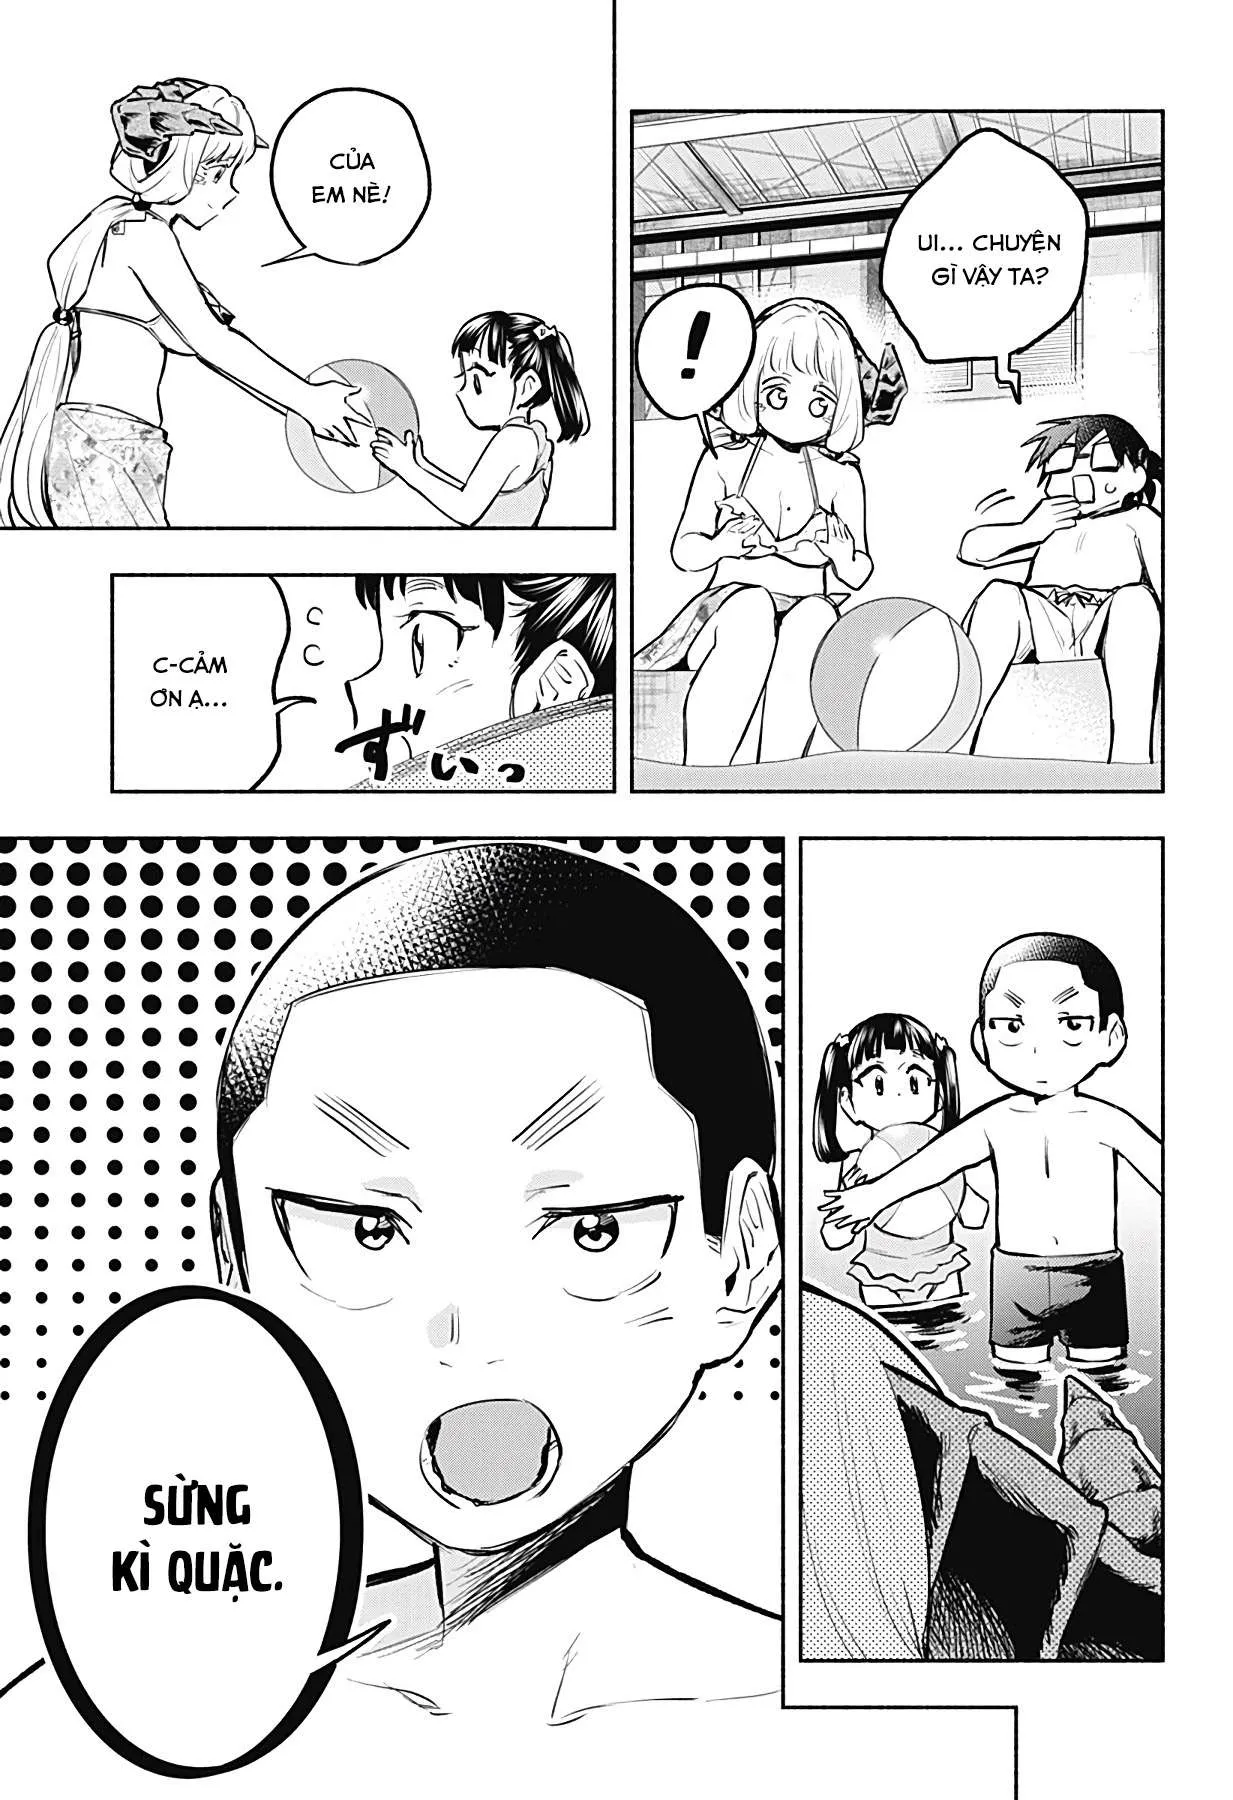 UI... CHUYỆN
GÌ VẬY TA?
!
CỦA
EM NÈ!
C-CẢM
ƠN Ạ...
ずいっ
SỪNG
KÌ QUẶC.